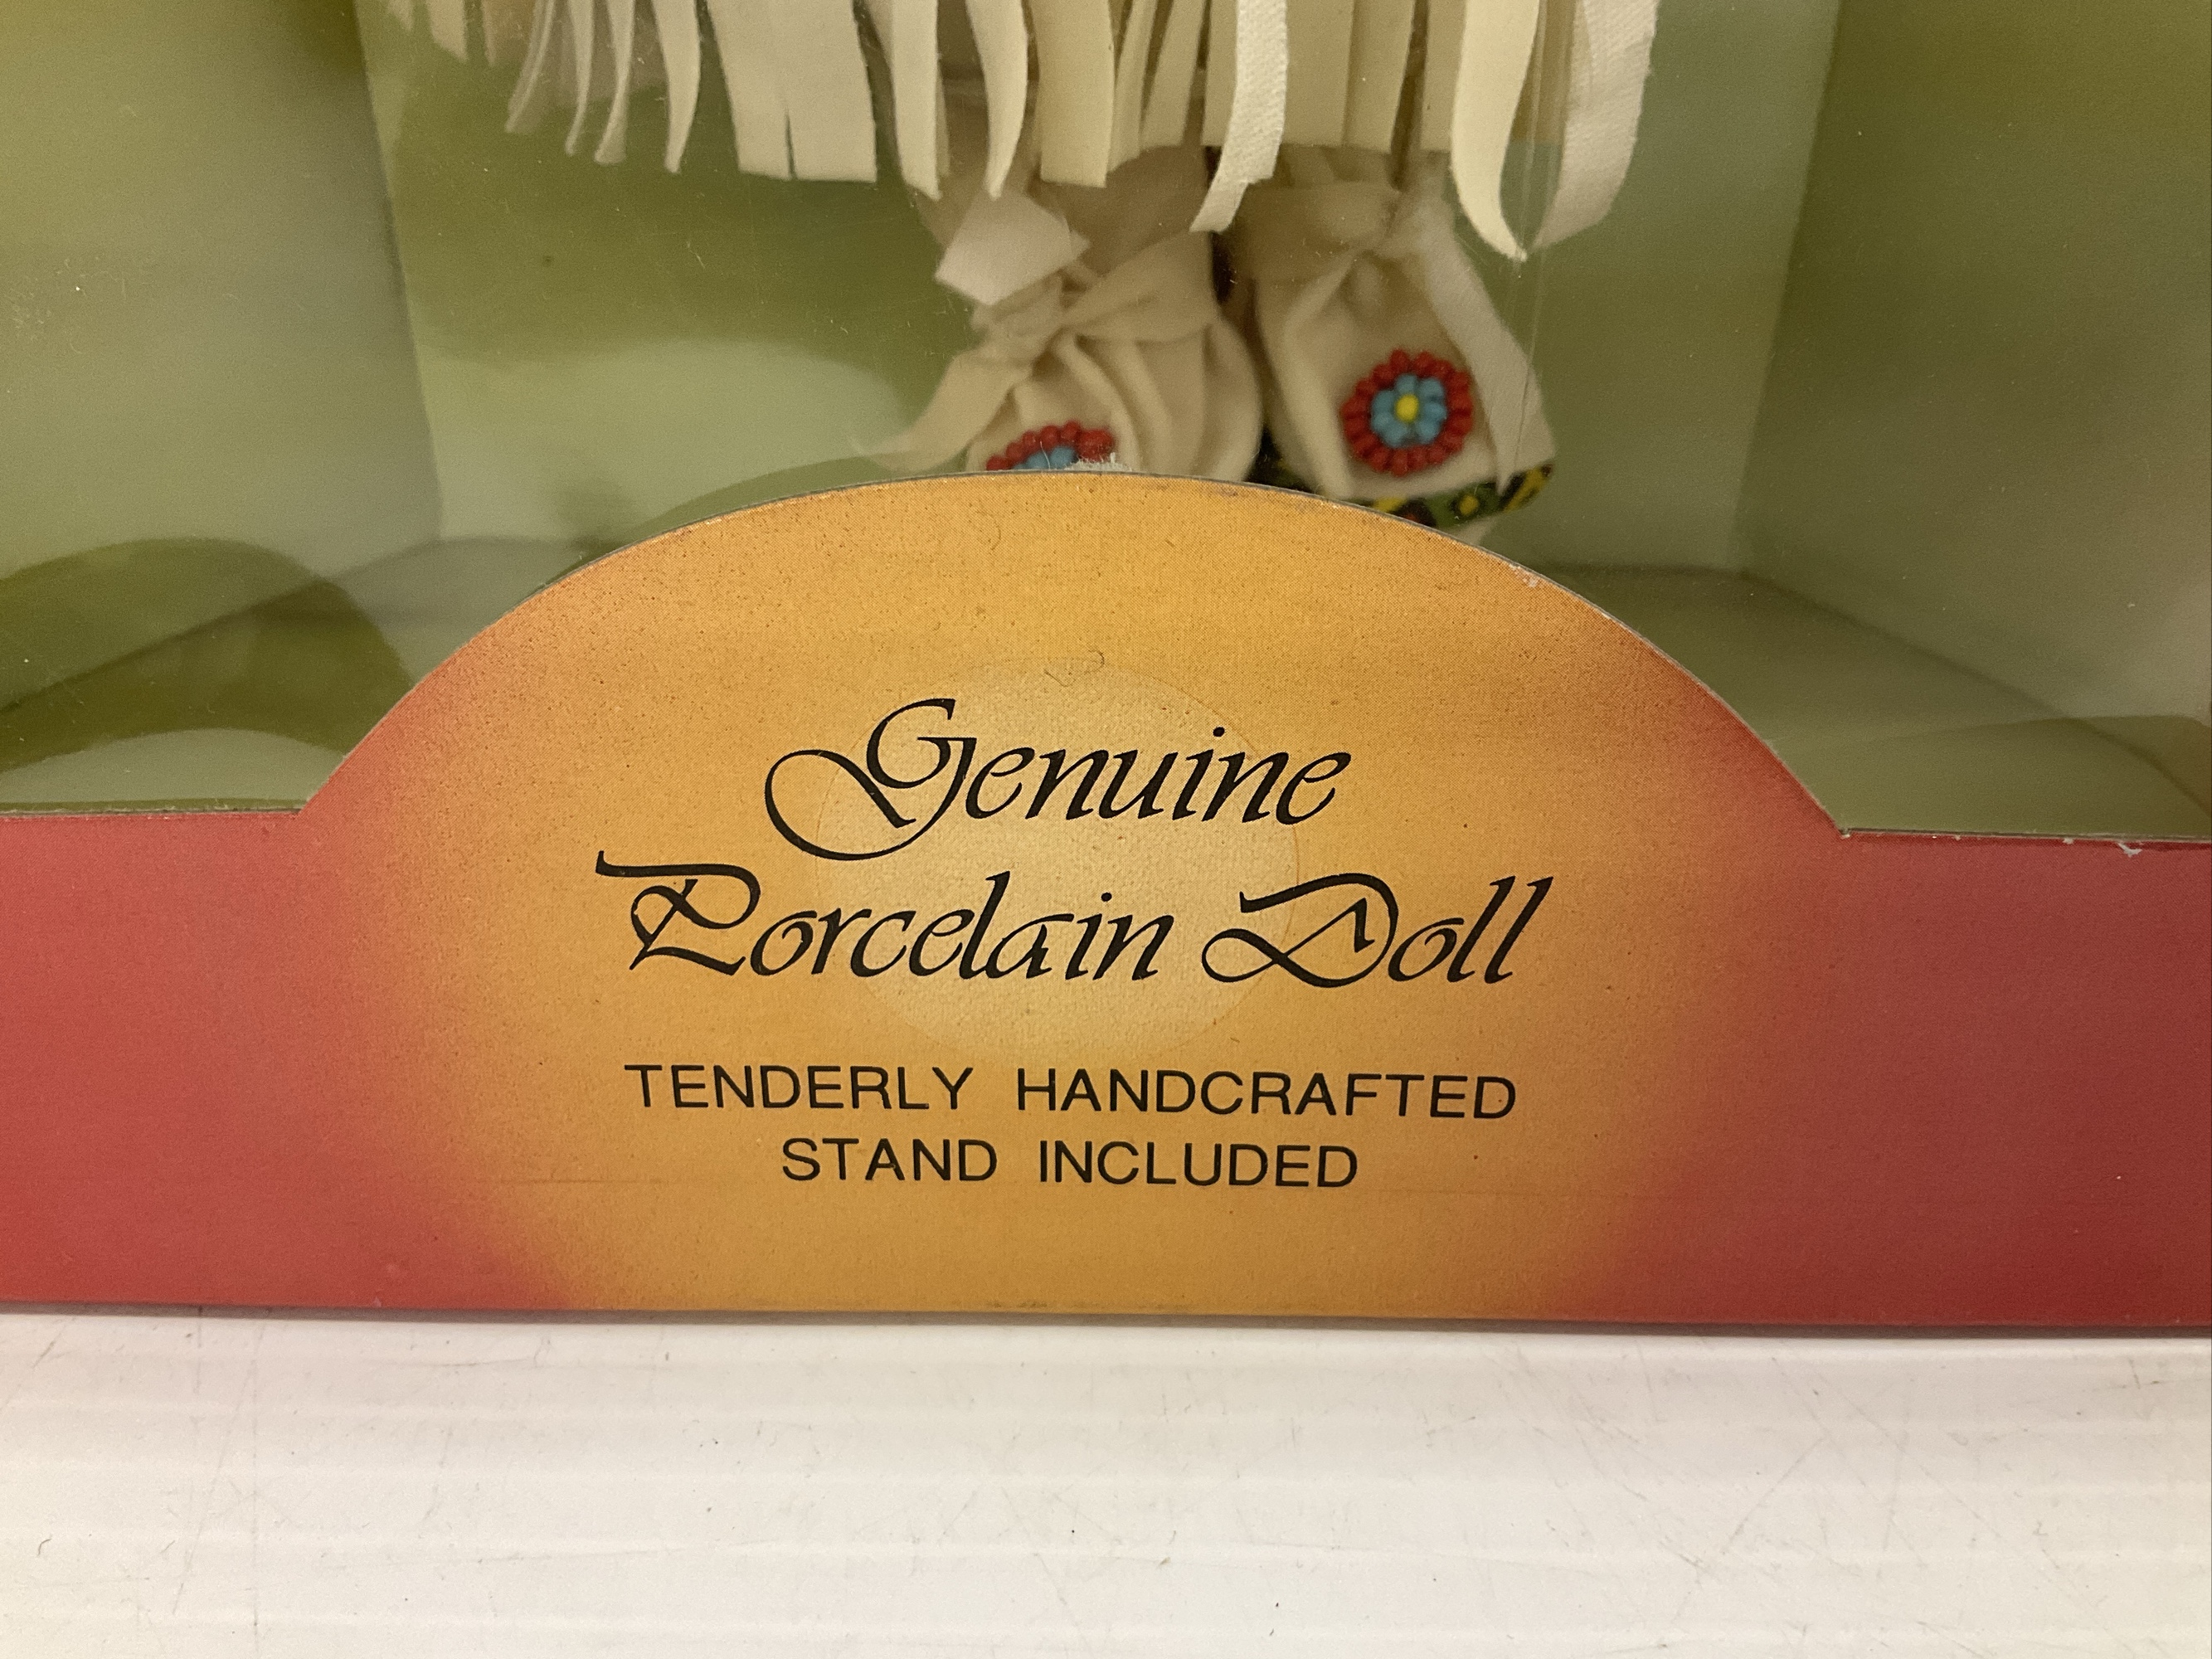 Genuine
Porcelain Doll
TENDERLY HANDCRAFTED
STAND INCLUDED